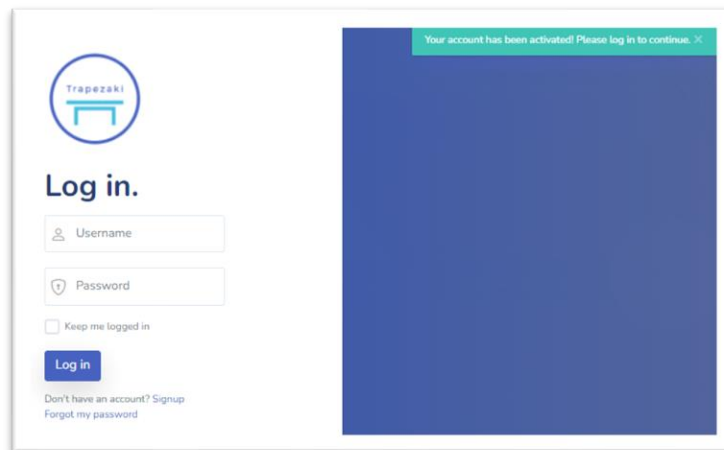 Trapezaki
Your account has been activated! Please log in to continue. ×
Log in.
Username
Password
Keep me logged in
Log in
Don't have an account? Signup
Forgot my password